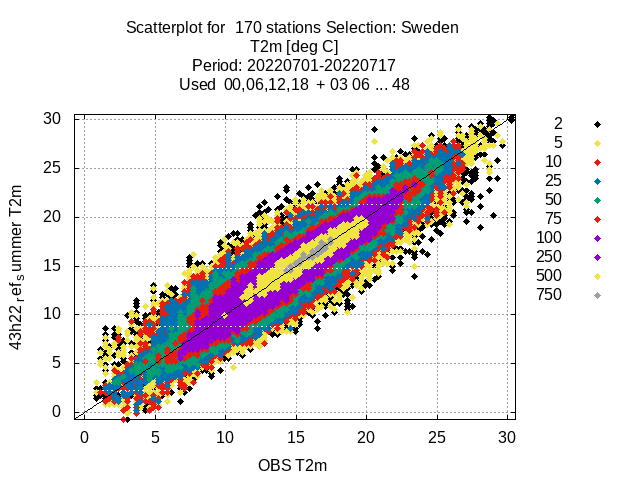 Scatterplot for  170 stations Selection: Sweden
T2m [deg C]
Period: 20220701-20220717
Used  00,06,12,18  + 03 06 ... 48
30
25
20
15
10
5
0
43h22_ref_summer T2m
0 5 10 15 20 25 30
OBS T2m
2
5
10
25
50
75
100
250
500
750